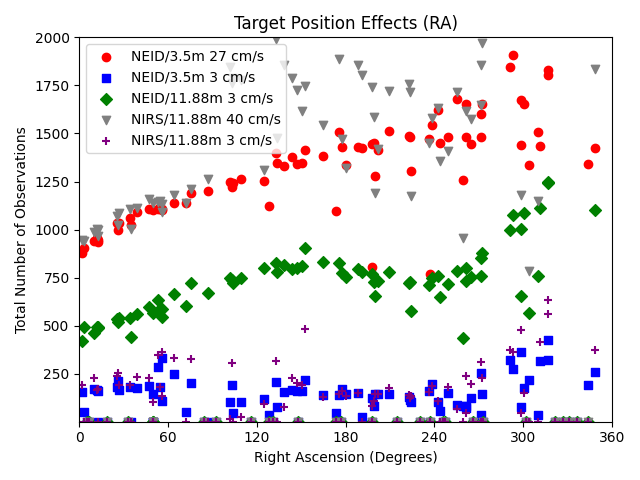 Target Position Effects (RA)
NEID/3.5m 27 cm/s
NEID/3.5m 3 cm/s
NEID/11.88m 3 cm/s
NIRS/11.88m 40 cm/s
NIRS/11.88m 3 cm/s
Total Number of Observations
2000
1750
1500
1250
1000
750
500
250
0 60 120 180 240 300 360
Right Ascension (Degrees)